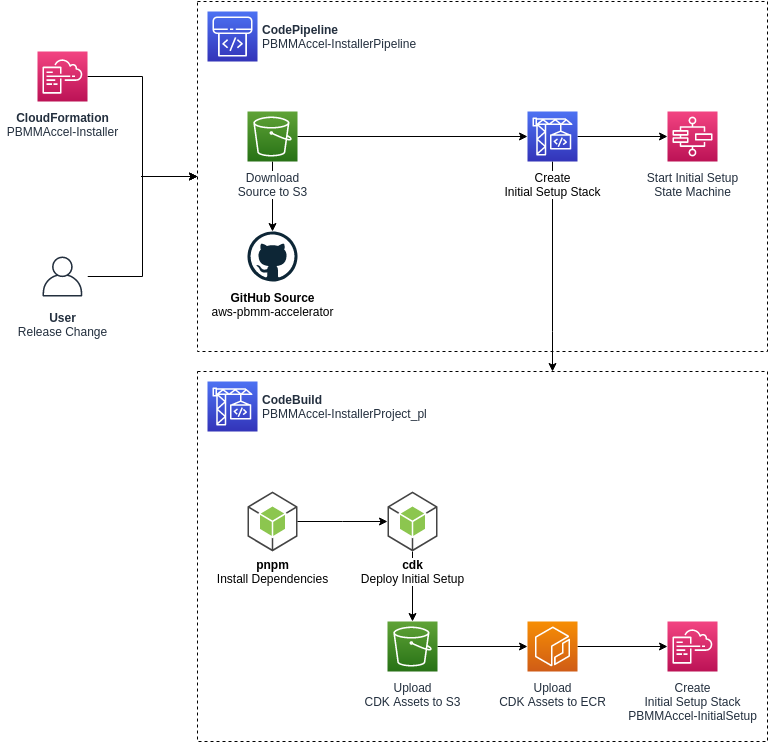 CodePipeline
PBMMAccel-InstallerPipeline
CloudFormation
PBMMAccel-Installer
Download
Source to S3
Create
Initial Setup Stack
Start Initial Setup
State Machine
GitHub Source
aws-pbmm-accelerator
User
Release Change
CodeBuild
PBMMAccel-InstallerProject_pl
pnpm
Install Dependencies
cdk
Deploy Initial Setup
Upload
CDK Assets to S3
Upload
CDK Assets to ECR
Create
Initial Setup Stack
PBMMAccel-InitialSetup